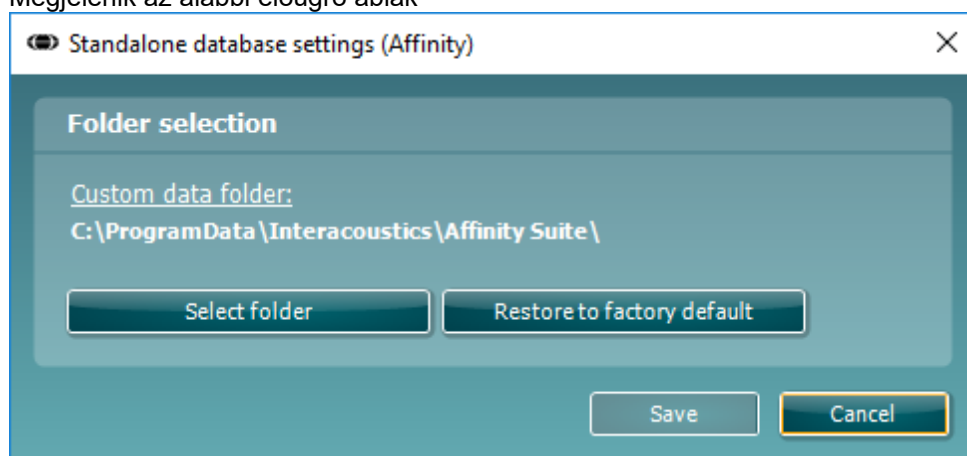 Megjelenik az alábbi előugró ablak
Standalone database settings (Affinity)
Folder selection
Custom data folder:
C:\ProgramData\Interacoustics\Affinity Suite\
Select folder
Restore to factory default
Save
Cancel